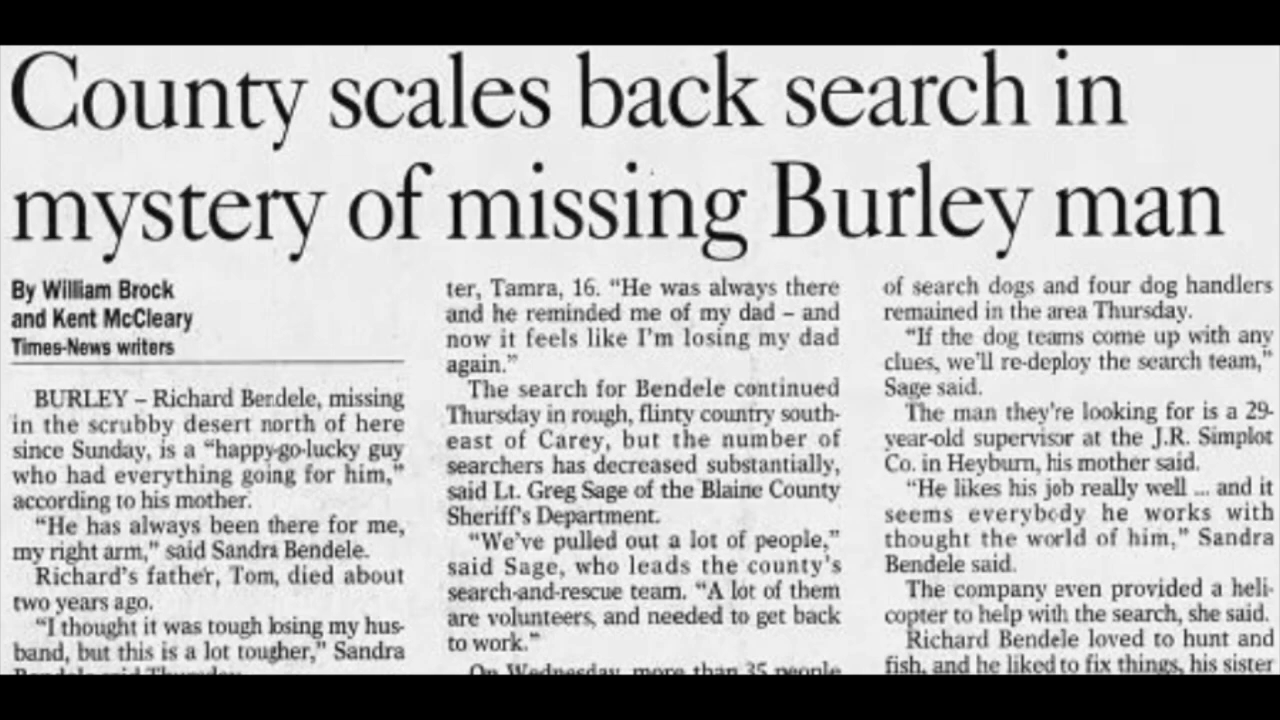 County scales back search in
mystery of missing Burley man
By William Brock
and Kent McCleary
Times-News writers
BURLEY – Richard Bendele, missing
in the scrubby desert north of here
since Sunday, is a “happy-go-lucky guy
who had everything going for him,”
according to his mother.
“He has always been there for me,
my right arm,” said Sandra Bendele.
Richard’s father, Tom, died about
two years ago.
“I thought it was tough losing my hus-
band, but this is a lot tougher,” Sandra
Bendele said Thursday
ter, Tamra, 16. “He was always there
and he reminded me of my dad – and
now it feels like I’m losing my dad
again.”
The search for Bendele continued
Thursday in rough, flinty country south-
east of Carey, but the number of
searchers has decreased substantially,
said Lt. Greg Sage of the Blaine County
Sheriff’s Department.
“We’ve pulled out a lot of people,”
said Sage, who leads the county’s
search-and-rescue team. “A lot of them
are volunteers, and needed to get back
to work.”
On Wednesday, more than 35 people
of search dogs and four dog handlers
remained in the area Thursday.
“If the dog teams come up with any
clues, we’ll re-deploy the search team,”
Sage said.
The man they’re looking for is a 29-
year-old supervisor at the J.R. Simplot
Co. in Heyburn, his mother said.
“He likes his job really well ... and it
seems everybody he works with
thought the world of him,” Sandra
Bendele said.
The company even provided a heli-
copter to help with the search, she said.
Richard Bendele loved to hunt and
fish, and he liked to fix things, his sister